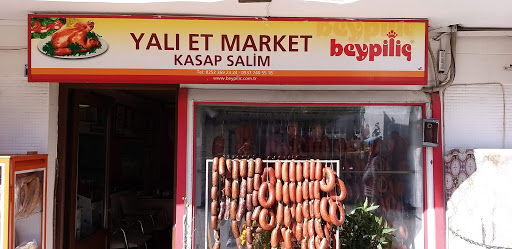 YALI ET MARKET
KASAP SALİM
www.beypilic.com.tr
beypiliç